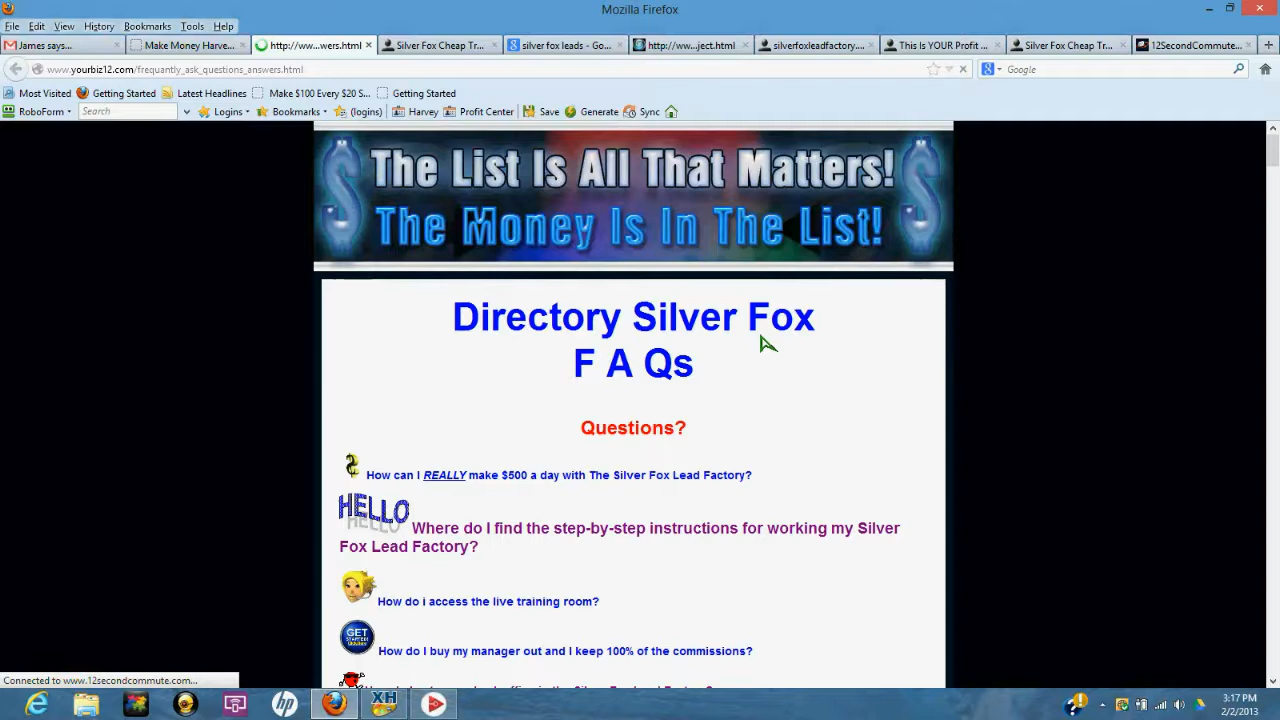 Mozilla Firefox
File Edit View History Bookmarks Tools Help
James says... Make Money Harve... http://ww...wers.html Silver Fox Cheap Tr... silver fox leads - Go... http://ww...ject.html silverfoxleadfactory.... This Is YOUR Profit ... Silver Fox Cheap Tr... 12SecondCommute...
www.yourbiz12.com/frequently_ask_questions_answers.html Google
Most Visited Getting Started Latest Headlines Make $100 Every $20 S... Getting Started
RoboForm Search Logins Bookmarks (logins) Harvey Profit Center Save Generate Sync
The List Is All That Matters!
The Money Is In The List!
Directory Silver Fox
F A Qs
Questions?
How can I REALLY make $500 a day with The Silver Fox Lead Factory?
HELLO Where do I find the step-by-step instructions for working my Silver
Fox Lead Factory?
How do i access the live training room?
GET STARTED
How do I buy my manager out and I keep 100% of the commissions?
Connected to www.12secondcommute.com...
hp XH
3:17 PM
2/2/2013